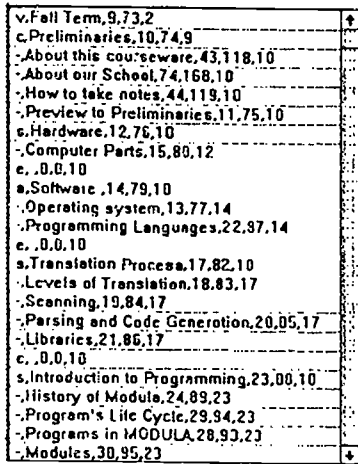 v,Fall Term,9,73,2
c,Preliminaries,10,74,9
-,About this courseware,43,118,10
-,About our School,74,168,10
-,How to take notes,44,119,10
-,Preview to Preliminaries,11,75,10
s,Hardware,12,76,10
-,Computer Parts,15,80,12
e, ,0,0,10
s,Software ,14,79,10
-,Operating system,13,77,14
-,Programming Languages,22,97,14
e, ,0,0,10
s,Translation Process,17,82,10
-,Levels of Translation,18,83,17
-,Scanning,19,84,17
-,Parsing and Code Generation,20,85,17
-,Libraries,21,86,17
e, ,0,0,10
s,Introduction to Programming,23,88,10
-,History of Modula,24,89,23
-,Program's Life Cycle,29,94,23
-,Programs in MODULA,28,93,23
-,Modules,30,95,23